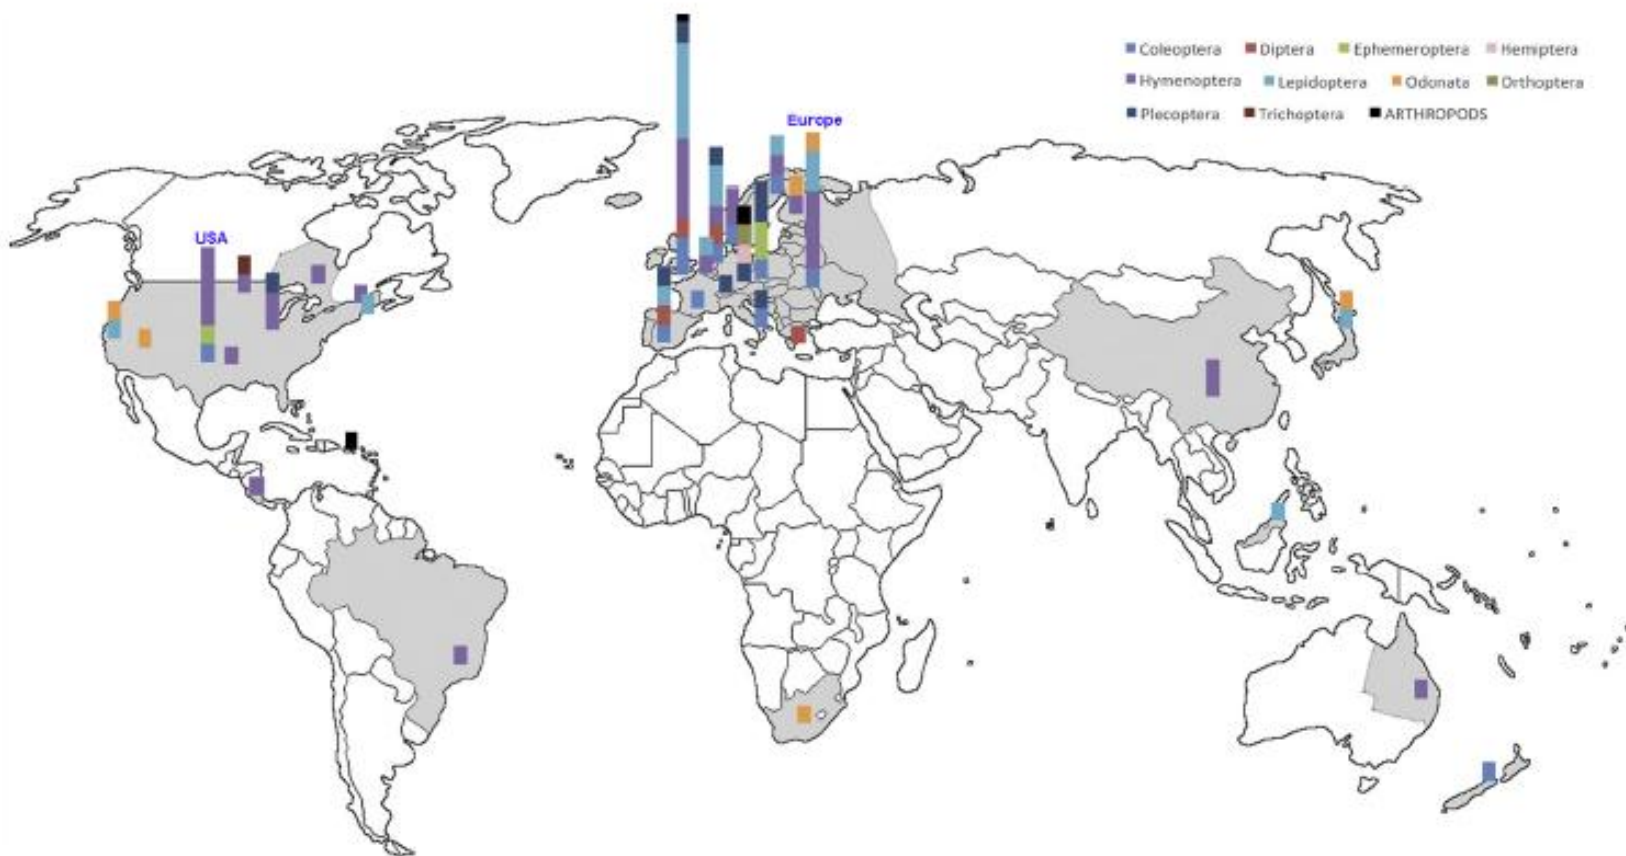 Coleoptera Diptera Ephemeroptera Hemiptera
Hymenoptera Lepidoptera Odonata Orthoptera
Plecoptera Trichoptera ARTHROPODS
Europe
USA